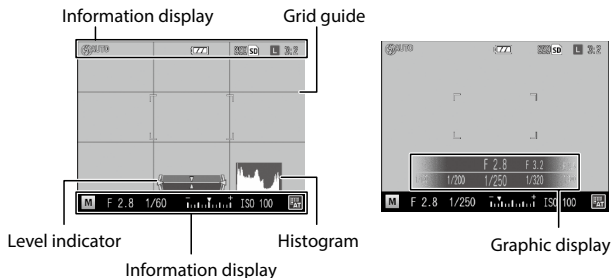 Information display
Grid guide
AUTO
SD L 3:2
Level indicator
Histogram
M F 2.8 1/60 - + ISO 100 AT
Information display
AUTO
SD L 3:2
F 2.8 F 3.2
1/200 1/250 1/320
M F 2.8 1/250 - + ISO 100 AT
Graphic display